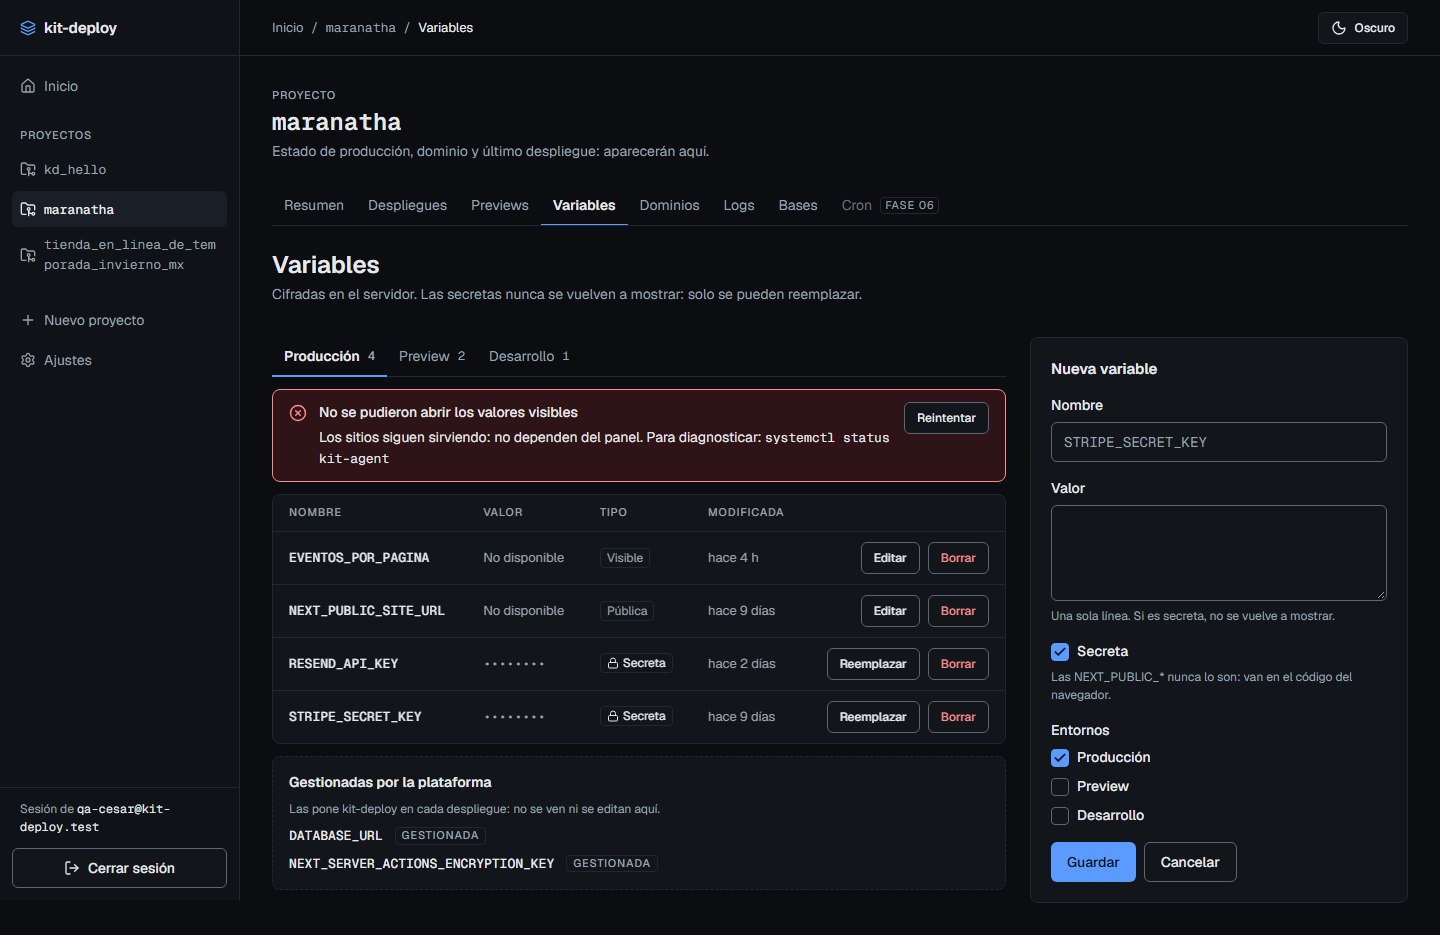 kit-deploy
Inicio / maranatha / Variables
Oscuro
Inicio
PROYECTOS
kd_hello
maranatha
tienda_en_linea_de_tem
porada_invierno_mx
Nuevo proyecto
Ajustes
Sesión de qa-cesar@kit-
deploy.test
Cerrar sesión
PROYECTO
maranatha
Estado de producción, dominio y último despliegue: aparecerán aquí.
Resumen Despliegues Previews Variables Dominios Logs Bases Cron FASE 06
Variables
Cifradas en el servidor. Las secretas nunca se vuelven a mostrar: solo se pueden reemplazar.
Producción 4 Preview 2 Desarrollo 1
No se pudieron abrir los valores visibles
Los sitios siguen sirviendo: no dependen del panel. Para diagnosticar: systemctl status
kit-agent
Reintentar
NOMBRE VALOR TIPO MODIFICADA
EVENTOS_POR_PAGINA No disponible Visible hace 4 h Editar Borrar
NEXT_PUBLIC_SITE_URL No disponible Pública hace 9 días Editar Borrar
RESEND_API_KEY •••••••• Secreta hace 2 días Reemplazar Borrar
STRIPE_SECRET_KEY •••••••• Secreta hace 9 días Reemplazar Borrar
Gestionadas por la plataforma
Las pone kit-deploy en cada despliegue: no se ven ni se editan aquí.
DATABASE_URL GESTIONADA
NEXT_SERVER_ACTIONS_ENCRYPTION_KEY GESTIONADA
Nueva variable
Nombre
STRIPE_SECRET_KEY
Valor
Una sola línea. Si es secreta, no se vuelve a mostrar.
Secreta
Las NEXT_PUBLIC_* nunca lo son: van en el código del
navegador.
Entornos
Producción
Preview
Desarrollo
Guardar Cancelar